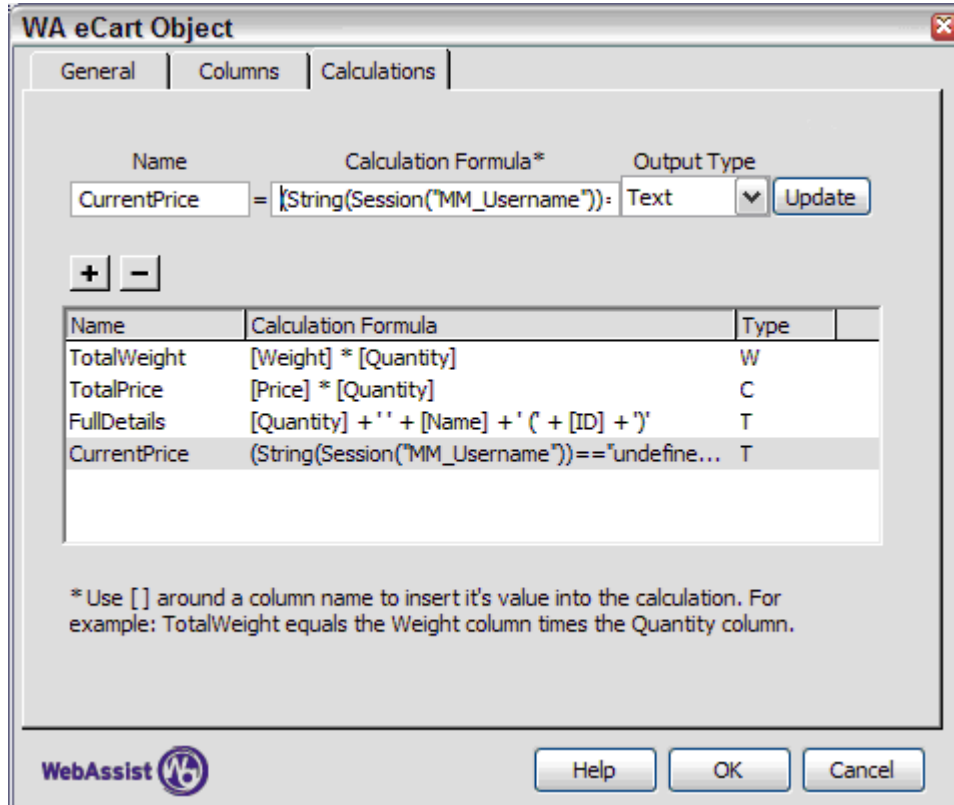 WA eCart Object
General Columns Calculations
Name Calculation Formula* Output Type
CurrentPrice = (String(Session("MM_Username"))= Text Update
+ −
Name Calculation Formula Type
TotalWeight [Weight] * [Quantity] W
TotalPrice [Price] * [Quantity] C
FullDetails [Quantity] + ' ' + [Name] + ' (' + [ID] + ')' T
CurrentPrice (String(Session("MM_Username"))=="undefine... T
* Use [ ] around a column name to insert it's value into the calculation. For
example: TotalWeight equals the Weight column times the Quantity column.
WebAssist Help OK Cancel